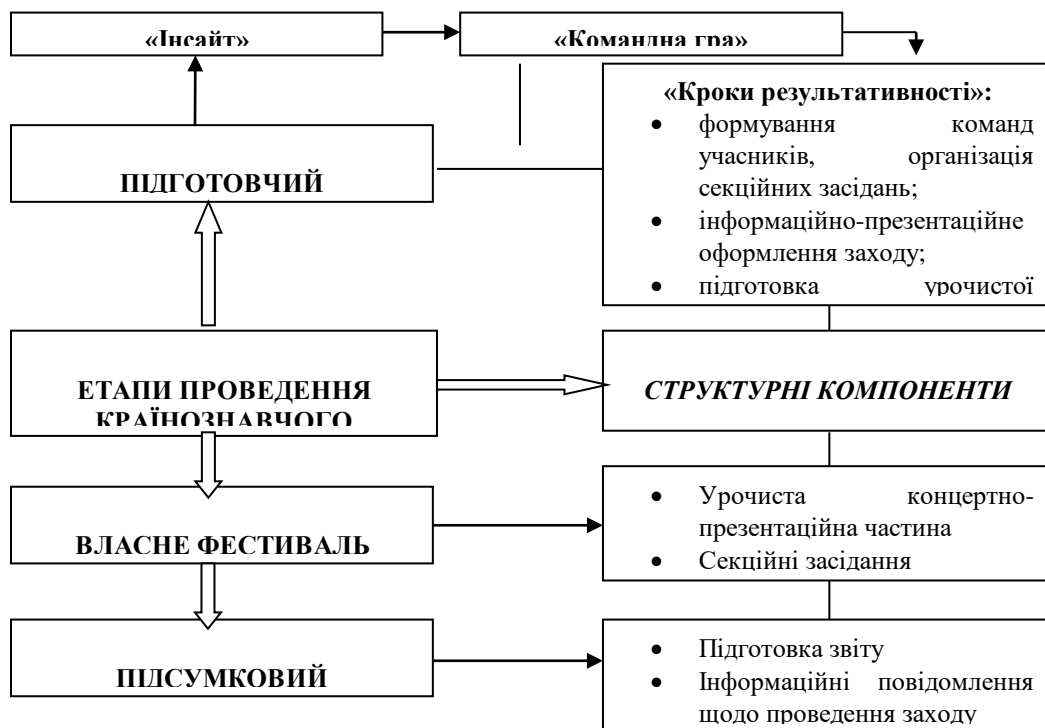 «Інсайт»
«Командна гра»
«Кроки результативності»:
• формування команд
учасників, організація
секційних засідань;
• інформаційно-презентаційне
оформлення заходу;
• підготовка урочистої
ПІДГОТОВЧИЙ
ЕТАПИ ПРОВЕДЕННЯ
КРАЇНОЗНАВЧОГО
СТРУКТУРНІ КОМПОНЕНТИ
ВЛАСНЕ ФЕСТИВАЛЬ
• Урочиста концертно-
презентаційна частина
• Секційні засідання
ПІДСУМКОВИЙ
• Підготовка звіту
• Інформаційні повідомлення
щодо проведення заходу